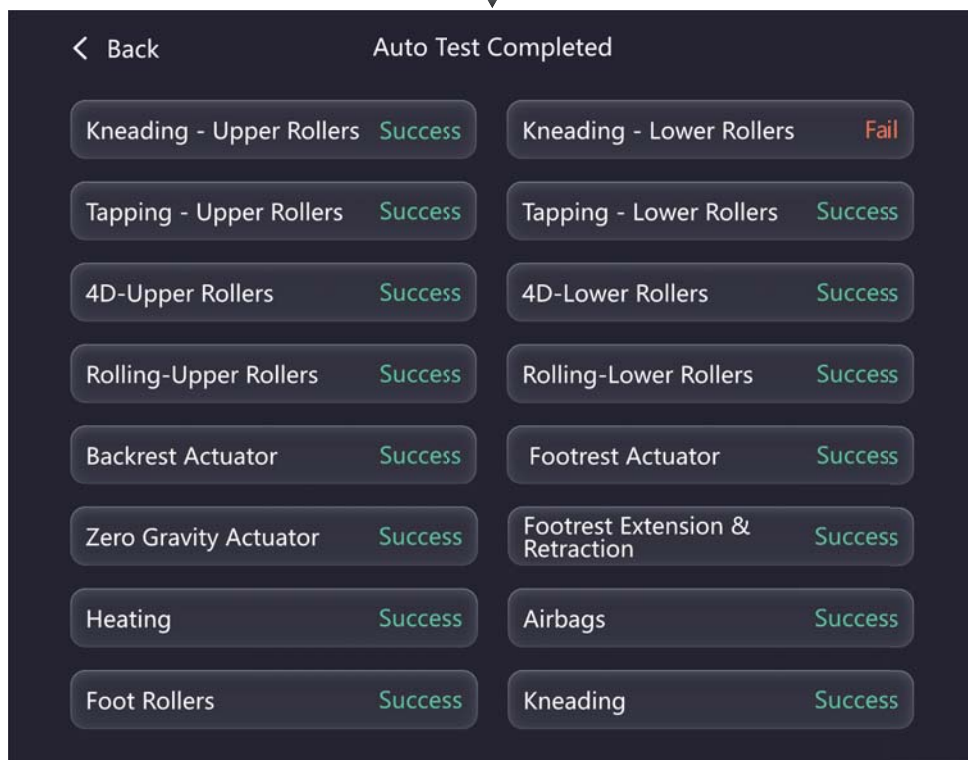 Back
Auto Test Completed
Kneading - Upper Rollers Success
Kneading - Lower Rollers Fail
Tapping - Upper Rollers Success
Tapping - Lower Rollers Success
4D-Upper Rollers Success
4D-Lower Rollers Success
Rolling-Upper Rollers Success
Rolling-Lower Rollers Success
Backrest Actuator Success
Footrest Actuator Success
Zero Gravity Actuator Success
Footrest Extension &
Retraction Success
Heating Success
Airbags Success
Foot Rollers Success
Kneading Success